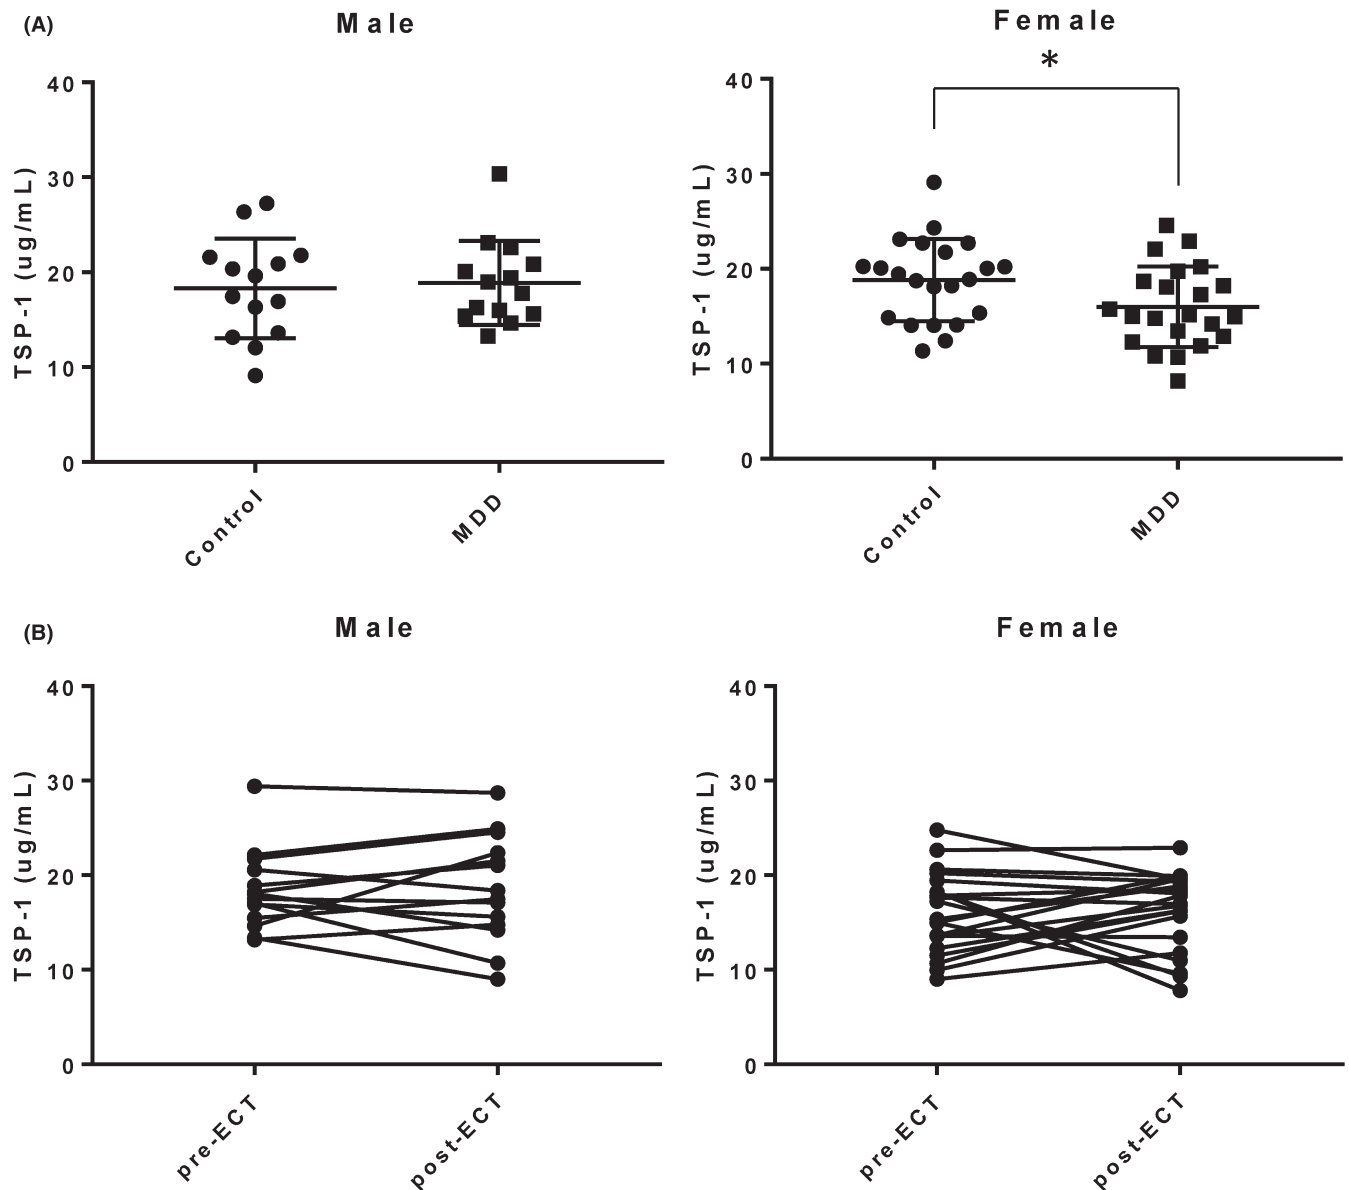 (A)
Male
TSP-1 (ug/mL)
40
30
20
10
0
Control
MDD
Female
*
TSP-1 (ug/mL)
40
30
20
10
0
Control
MDD
(B)
Male
TSP-1 (ug/mL)
40
30
20
10
0
pre-ECT
post-ECT
Female
TSP-1 (ug/mL)
40
30
20
10
0
pre-ECT
post-ECT